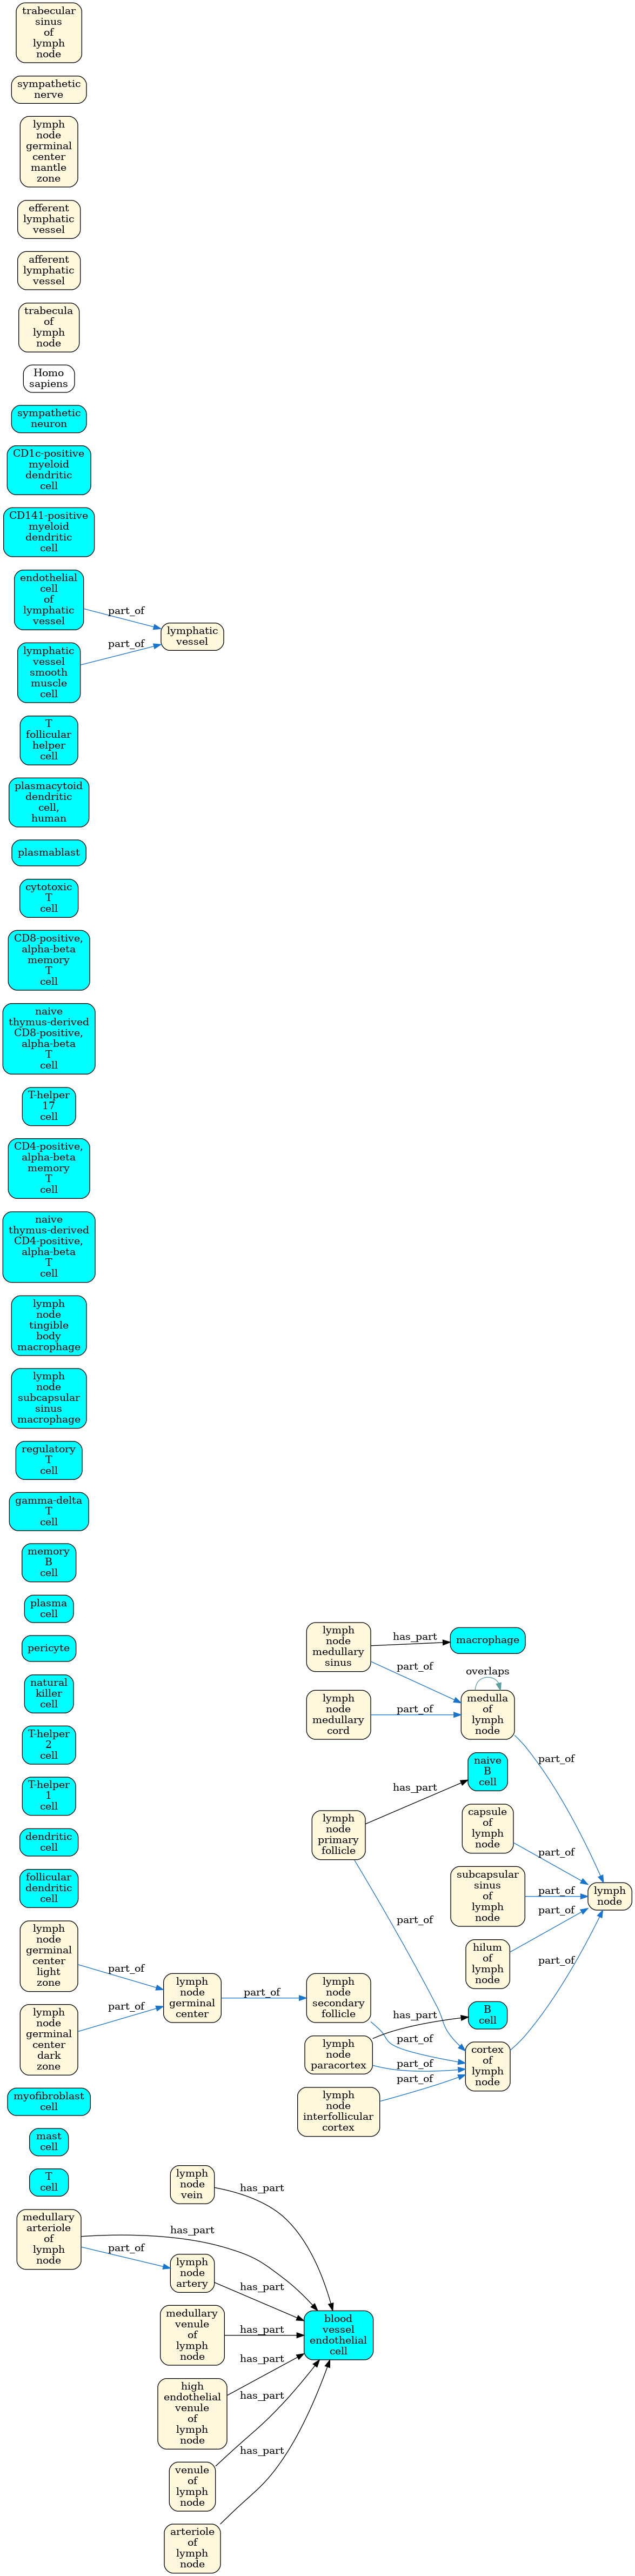 trabecular
sinus
of
lymph
node
sympathetic
nerve
lymph
node
germinal
center
mantle
zone
efferent
lymphatic
vessel
afferent
lymphatic
vessel
trabecula
of
lymph
node
Homo
sapiens
sympathetic
neuron
CD1c-positive
myeloid
dendritic
cell
CD141-positive
myeloid
dendritic
cell
endothelial
cell
of
lymphatic
vessel
part_of
lymphatic
vessel
part_of
lymphatic
vessel
smooth
muscle
cell
T
follicular
helper
cell
plasmacytoid
dendritic
cell,
human
plasmablast
cytotoxic
T
cell
CD8-positive,
alpha-beta
memory
T
cell
naive
thymus-derived
CD8-positive,
alpha-beta
T
cell
T-helper
17
cell
CD4-positive,
alpha-beta
memory
T
cell
naive
thymus-derived
CD4-positive,
alpha-beta
T
cell
lymph
node
tingible
body
macrophage
lymph
node
subcapsular
sinus
macrophage
regulatory
T
cell
gamma-delta
T
cell
memory
B
cell
plasma
cell
pericyte
natural
killer
cell
T-helper
2
cell
T-helper
1
cell
dendritic
cell
follicular
dendritic
cell
lymph
node
germinal
center
light
zone
part_of
lymph
node
germinal
center
dark
zone
part_of
lymph
node
germinal
center
part_of
lymph
node
secondary
follicle
part_of
lymph
node
medullary
sinus
has_part
macrophage
part_of
overlaps
medulla
of
lymph
node
part_of
lymph
node
medullary
cord
part_of
lymph
node
primary
follicle
has_part
naive
B
cell
part_of
capsule
of
lymph
node
part_of
subcapsular
sinus
of
lymph
node
part_of
lymph
node
hilum
of
lymph
node
part_of
lymph
node
paracortex
has_part
B
cell
part_of
cortex
of
lymph
node
part_of
lymph
node
interfollicular
cortex
part_of
myofibroblast
cell
mast
cell
T
cell
medullary
arteriole
of
lymph
node
has_part
part_of
lymph
node
vein
has_part
lymph
node
artery
has_part
medullary
venule
of
lymph
node
has_part
blood
vessel
endothelial
cell
high
endothelial
venule
of
lymph
node
has_part
venule
of
lymph
node
has_part
arteriole
of
lymph
node
has_part